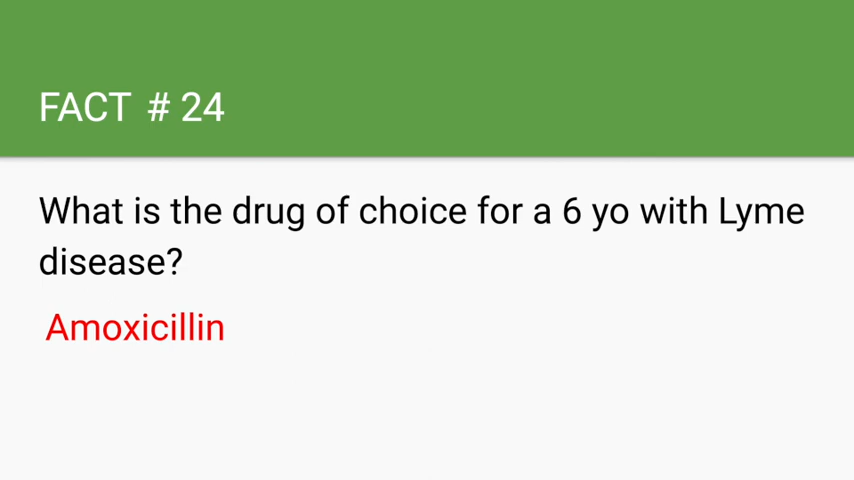 FACT # 24
What is the drug of choice for a 6 yo with Lyme
disease?
Amoxicillin